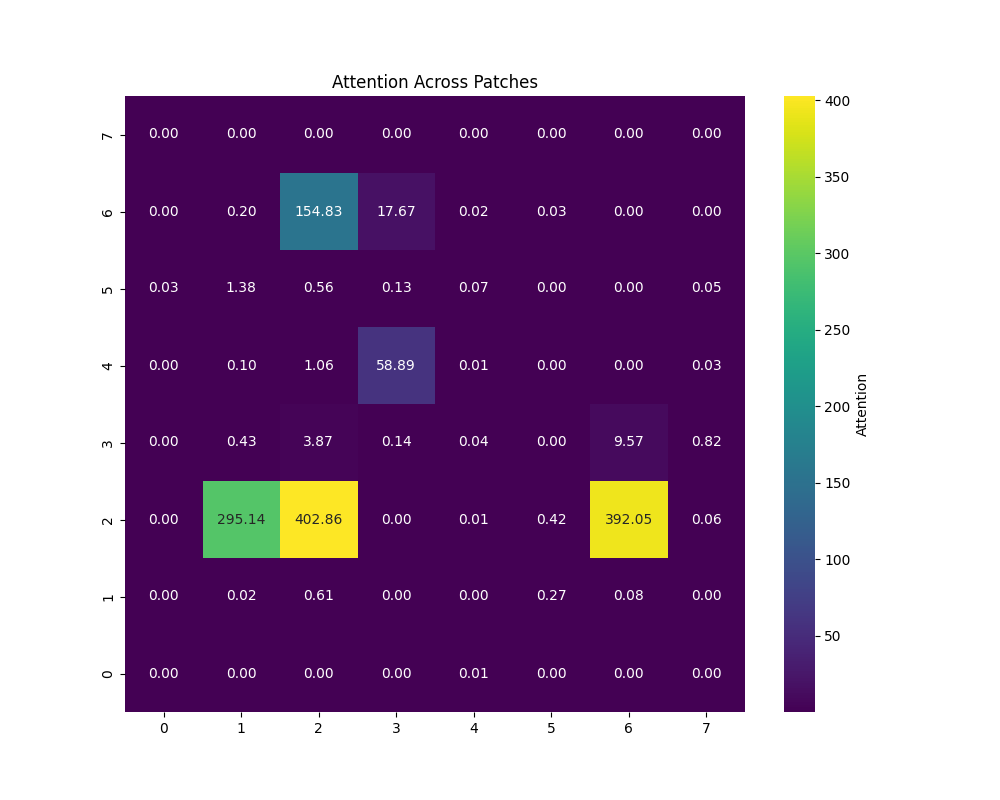 Attention Across Patches
7 0.00 0.00 0.00 0.00 0.00 0.00 0.00 0.00
6 0.00 0.20 154.83 17.67 0.02 0.03 0.00 0.00
5 0.03 1.38 0.56 0.13 0.07 0.00 0.00 0.05
4 0.00 0.10 1.06 58.89 0.01 0.00 0.00 0.03
3 0.00 0.43 3.87 0.14 0.04 0.00 9.57 0.82
2 0.00 295.14 402.86 0.00 0.01 0.42 392.05 0.06
1 0.00 0.02 0.61 0.00 0.00 0.27 0.08 0.00
0 0.00 0.00 0.00 0.00 0.01 0.00 0.00 0.00
0 1 2 3 4 5 6 7
400
350
300
250
200
150
100
50
Attention